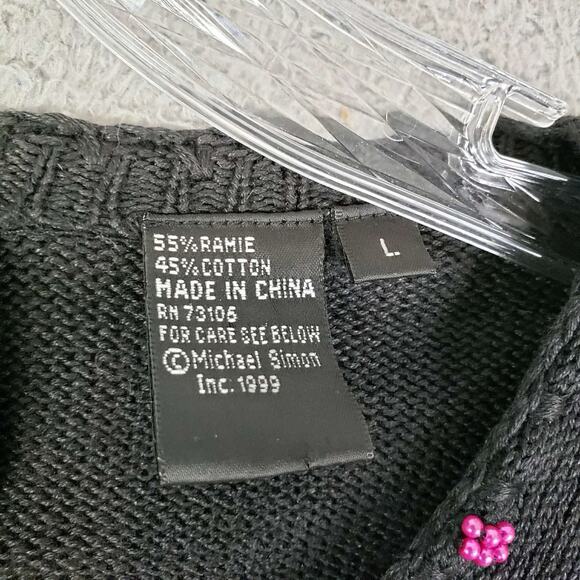 55% RAMIE
45% COTTON
MADE IN CHINA
RN 73106
FOR CARE SEE BELOW
©Michael Simon
Inc. 1999
L.